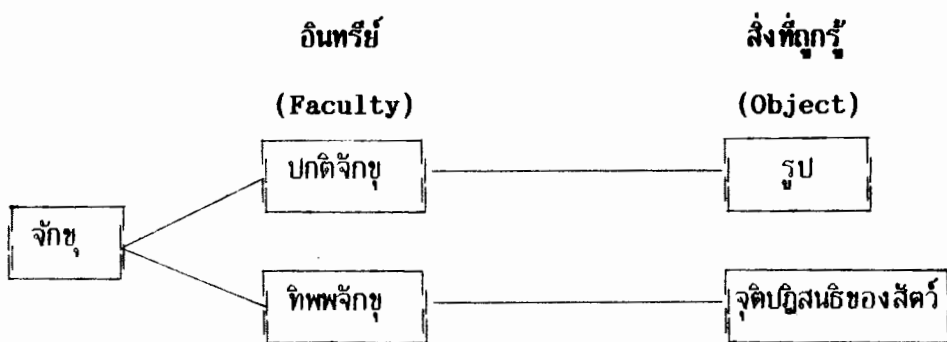 อินทรีย์ สิ่งที่ถูกรู้
(Faculty) (Object)
ปกติจักขุ รูป
จักขุ
ทิพพจักขุ จุติปฏิสนธิของสัตว์